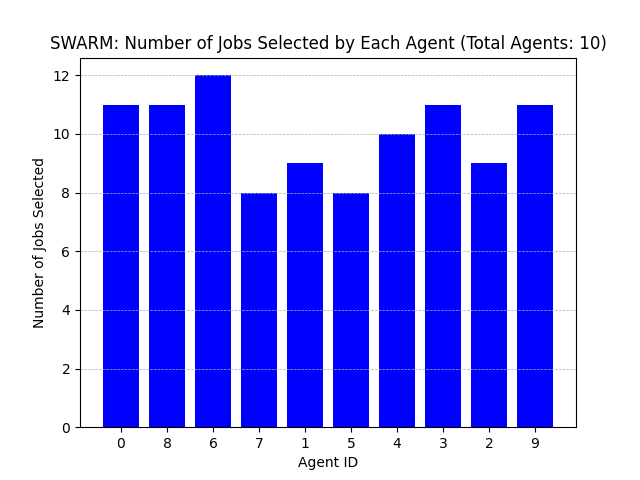 SWARM: Number of Jobs Selected by Each Agent (Total Agents: 10)
12
10
8
6
4
2
0
Number of Jobs Selected
0 8 6 7 1 5 4 3 2 9
Agent ID